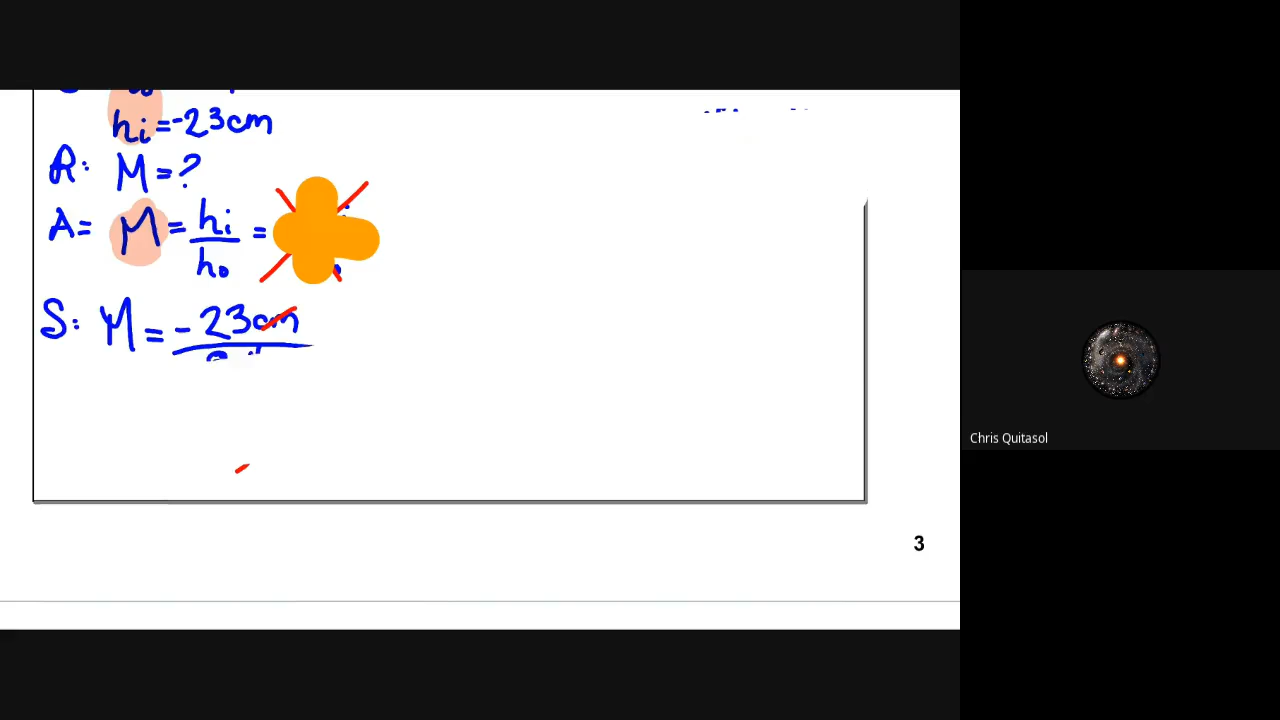 hi = -23cm
R: M = ?
A = M = hi/ho =
S: M = -23cm
3
Chris Quitasol